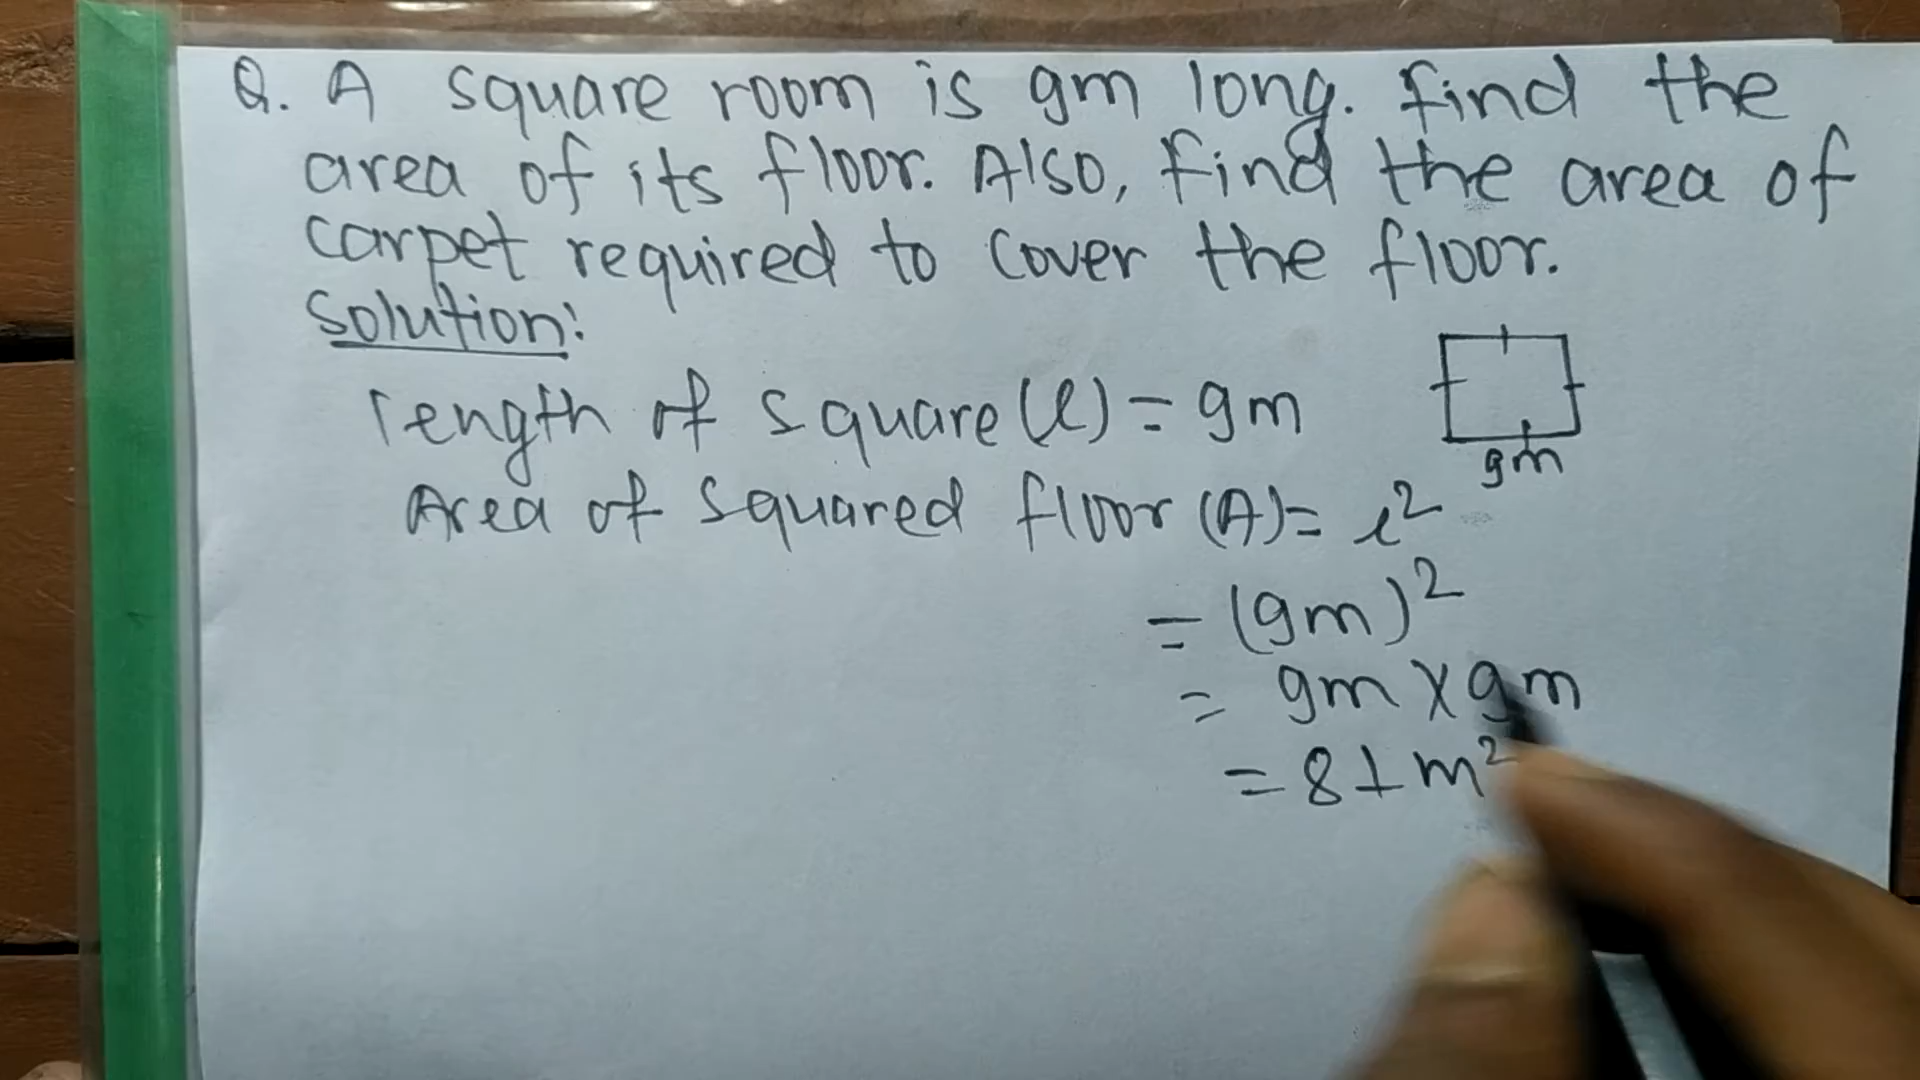 Q. A square room is 9m long. Find the
area of its floor. Also, find the area of
carpet required to cover the floor.
Solution:
length of square (l) = 9m
9m
Area of squared floor (A) = l²
= (9m)²
= 9m x 9m
= 81 m²